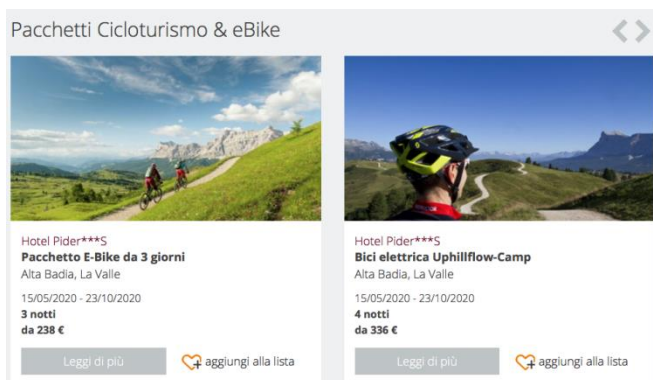 Pacchetti Cicloturismo & eBike
Hotel Pider***S
Pacchetto E-Bike da 3 giorni
Alta Badia, La Valle
15/05/2020 - 23/10/2020
3 notti
da 238 €
Leggi di più
aggiungi alla lista
Hotel Pider***S
Bici elettrica Uphillflow-Camp
Alta Badia, La Valle
15/05/2020 - 23/10/2020
4 notti
da 336 €
Leggi di più
aggiungi alla lista